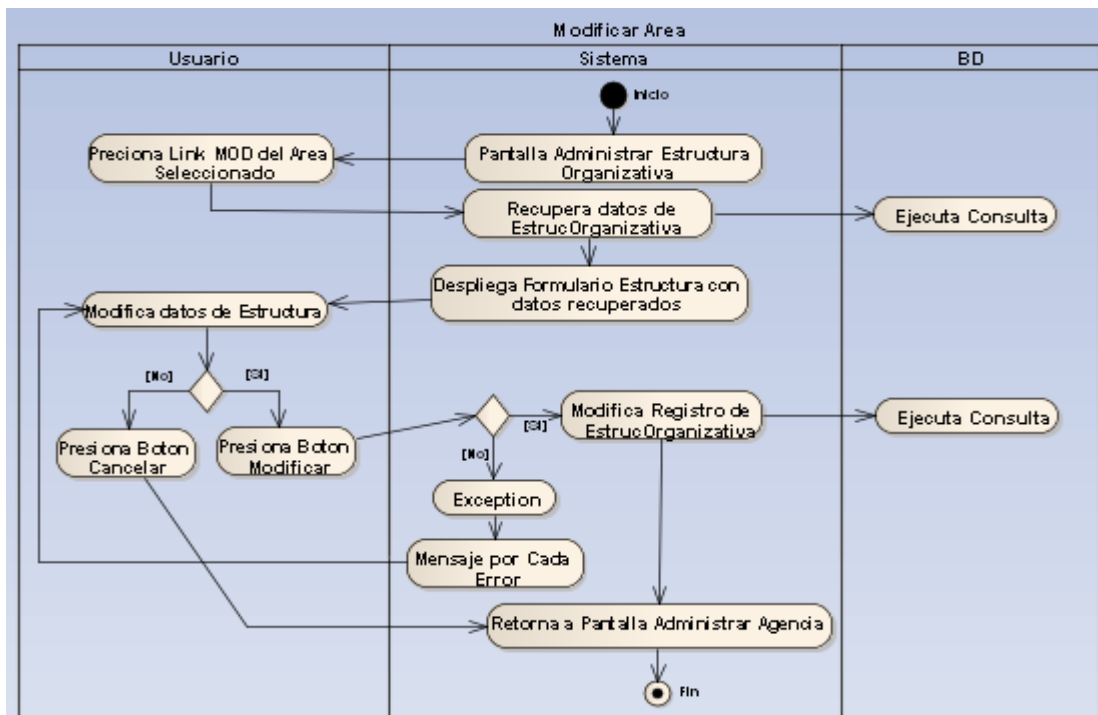 Modificar Area
Usuario
Sistema
BD
Inicio
Preciona Link MOD del Area
Seleccionado
Pantalla Administrar Estructura
Organizativa
Recupera datos de
EstrucOrganizativa
Ejecuta Consulta
Despliega Formulario Estructura con
datos recuperados
Modifica datos de Estructura
[No]
[SI]
Presiona Boton
Cancelar
Presiona Boton
Modificar
[SI]
Modifica Registro de
EstrucOrganizativa
Ejecuta Consulta
[No]
Exception
Mensaje por Cada
Error
Retorna a Pantalla Administrar Agencia
Fin